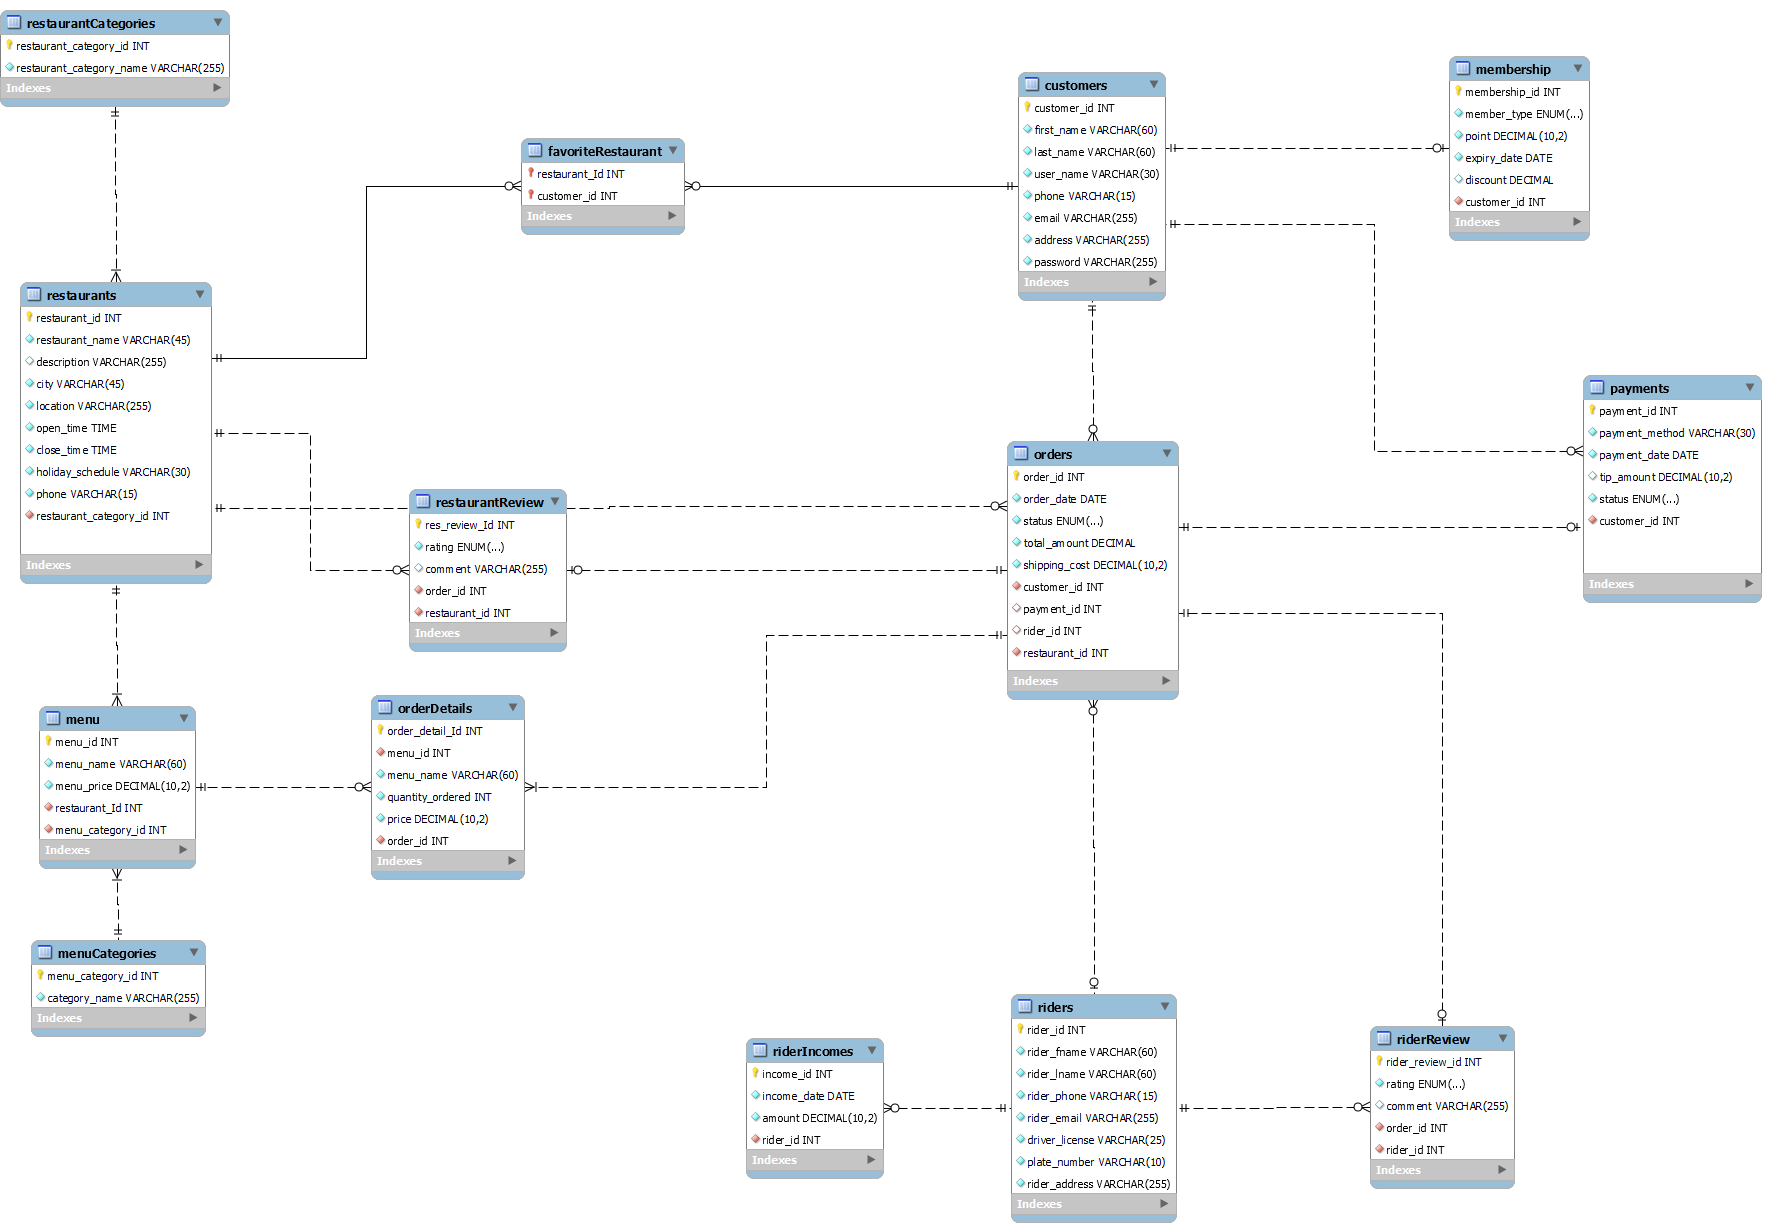 restaurantCategories
restaurant_category_id INT
restaurant_category_name VARCHAR(255)
Indexes
favoriteRestaurant
restaurant_Id INT
customer_id INT
Indexes
customers
customer_id INT
first_name VARCHAR(60)
last_name VARCHAR(60)
user_name VARCHAR(30)
phone VARCHAR(15)
email VARCHAR(255)
address VARCHAR(255)
password VARCHAR(255)
Indexes
membership
membership_id INT
member_type ENUM(...)
point DECIMAL(10,2)
expiry_date DATE
discount DECIMAL
customer_id INT
Indexes
restaurants
restaurant_id INT
restaurant_name VARCHAR(45)
description VARCHAR(255)
city VARCHAR(45)
location VARCHAR(255)
open_time TIME
close_time TIME
holiday_schedule VARCHAR(30)
phone VARCHAR(15)
restaurant_category_id INT
Indexes
restaurantReview
res_review_Id INT
rating ENUM(...)
comment VARCHAR(255)
order_id INT
restaurant_id INT
Indexes
orders
order_id INT
order_date DATE
status ENUM(...)
total_amount DECIMAL
shipping_cost DECIMAL(10,2)
customer_id INT
payment_id INT
rider_id INT
restaurant_id INT
Indexes
payments
payment_id INT
payment_method VARCHAR(30)
payment_date DATE
tip_amount DECIMAL(10,2)
status ENUM(...)
customer_id INT
Indexes
menu
menu_id INT
menu_name VARCHAR(60)
menu_price DECIMAL(10,2)
restaurant_Id INT
menu_category_id INT
Indexes
orderDetails
order_detail_Id INT
menu_id INT
menu_name VARCHAR(60)
quantity_ordered INT
price DECIMAL(10,2)
order_id INT
Indexes
menuCategories
menu_category_id INT
category_name VARCHAR(255)
Indexes
riderIncomes
income_id INT
income_date DATE
amount DECIMAL(10,2)
rider_id INT
Indexes
riders
rider_id INT
rider_fname VARCHAR(60)
rider_lname VARCHAR(60)
rider_phone VARCHAR(15)
rider_email VARCHAR(255)
driver_license VARCHAR(25)
plate_number VARCHAR(10)
rider_address VARCHAR(255)
Indexes
riderReview
rider_review_id INT
rating ENUM(...)
comment VARCHAR(255)
order_id INT
rider_id INT
Indexes